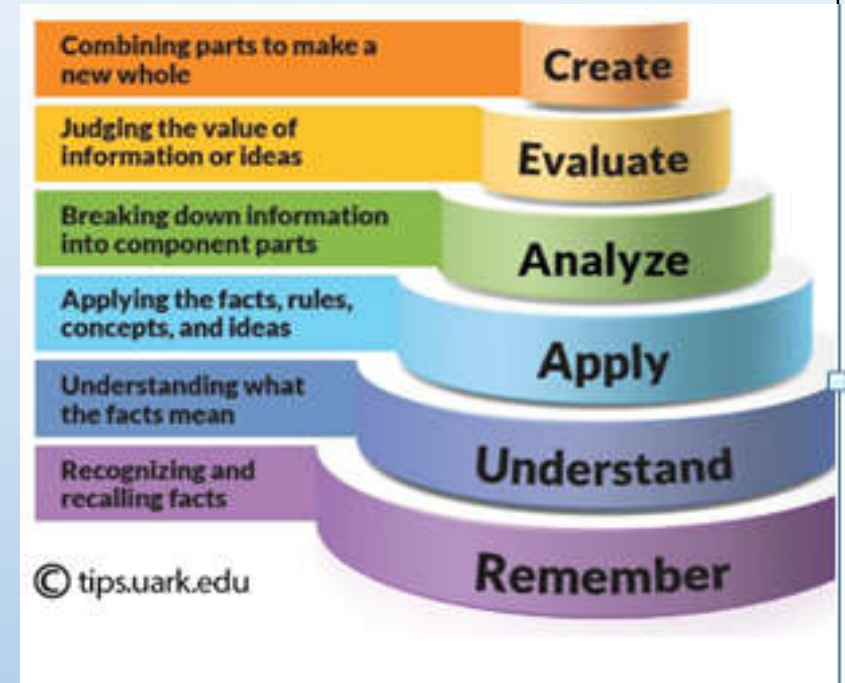 Combining parts to make a
new whole
Create
Judging the value of
information or ideas
Evaluate
Breaking down information
into component parts
Analyze
Applying the facts, rules,
concepts, and ideas
Apply
Understanding what
the facts mean
Understand
Recognizing and
recalling facts
Remember
© tips.uark.edu